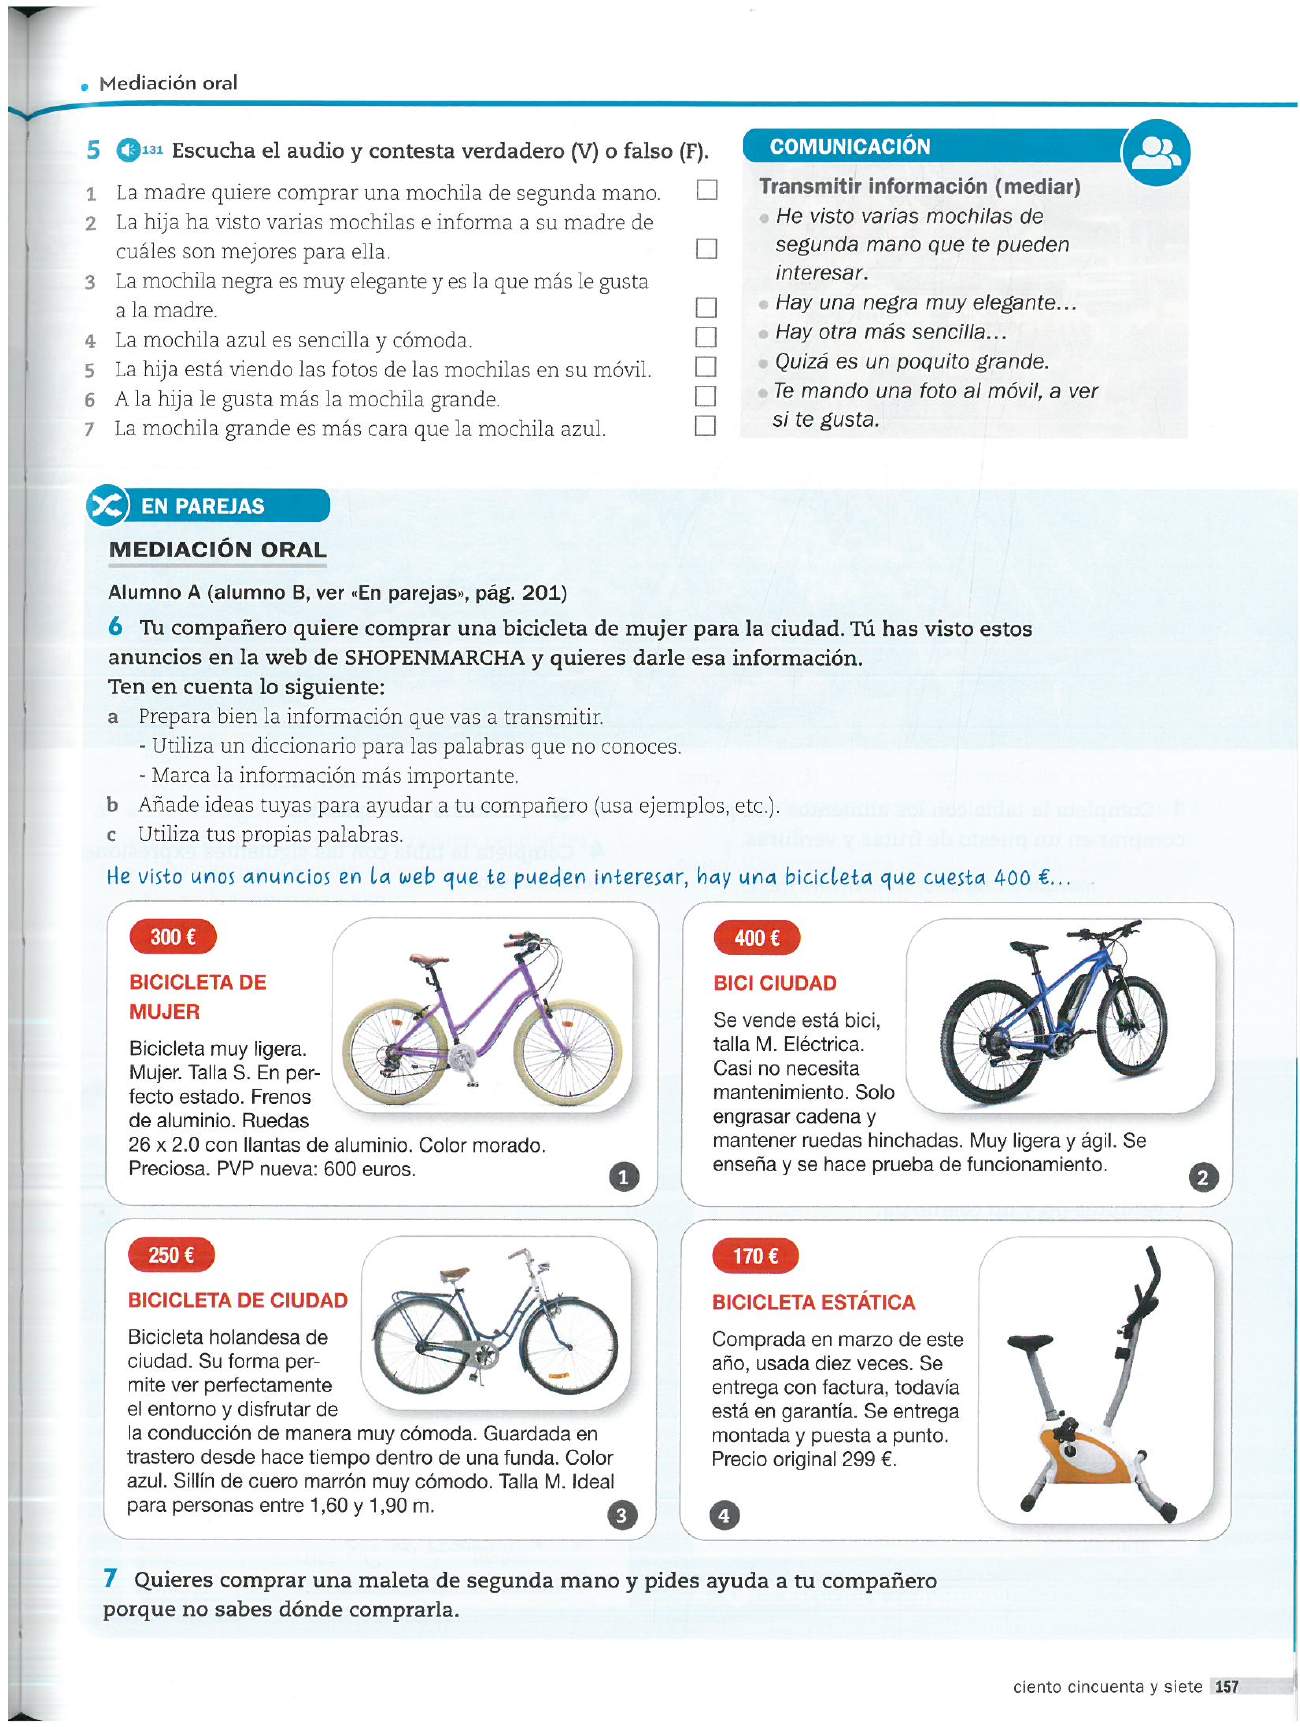 Mediación oral
5 131 Escucha el audio y contesta verdadero (V) o falso (F).
1 La madre quiere comprar una mochila de segunda mano.
2 La hija ha visto varias mochilas e informa a su madre de
cuáles son mejores para ella.
3 La mochila negra es muy elegante y es la que más le gusta
a la madre.
4 La mochila azul es sencilla y cómoda.
5 La hija está viendo las fotos de las mochilas en su móvil.
6 A la hija le gusta más la mochila grande.
7 La mochila grande es más cara que la mochila azul.
COMUNICACIÓN
Transmitir información (mediar)
He visto varias mochilas de
segunda mano que te pueden
interesar.
Hay una negra muy elegante...
Hay otra más sencilla...
Quizá es un poquito grande.
Te mando una foto al móvil, a ver
si te gusta.
EN PAREJAS
MEDIACIÓN ORAL
Alumno A (alumno B, ver «En parejas», pág. 201)
6 Tu compañero quiere comprar una bicicleta de mujer para la ciudad. Tú has visto estos
anuncios en la web de SHOPENMARCHA y quieres darle esa información.
Ten en cuenta lo siguiente:
a Prepara bien la información que vas a transmitir.
- Utiliza un diccionario para las palabras que no conoces.
- Marca la información más importante.
b Añade ideas tuyas para ayudar a tu compañero (usa ejemplos, etc.).
c Utiliza tus propias palabras.
He visto unos anuncios en la web que te pueden interesar, hay una bicicleta que cuesta 400 €...
300 €
BICICLETA DE
MUJER
Bicicleta muy ligera.
Mujer. Talla S. En per-
fecto estado. Frenos
de aluminio. Ruedas
26 x 2.0 con llantas de aluminio. Color morado.
Preciosa. PVP nueva: 600 euros.
1
400 €
BICI CIUDAD
Se vende está bici,
talla M. Eléctrica.
Casi no necesita
mantenimiento. Solo
engrasar cadena y
mantener ruedas hinchadas. Muy ligera y ágil. Se
enseña y se hace prueba de funcionamiento.
2
250 €
BICICLETA DE CIUDAD
Bicicleta holandesa de
ciudad. Su forma per-
mite ver perfectamente
el entorno y disfrutar de
la conducción de manera muy cómoda. Guardada en
trastero desde hace tiempo dentro de una funda. Color
azul. Sillín de cuero marrón muy cómodo. Talla M. Ideal
para personas entre 1,60 y 1,90 m.
3
170 €
BICICLETA ESTÁTICA
Comprada en marzo de este
año, usada diez veces. Se
entrega con factura, todavía
está en garantía. Se entrega
montada y puesta a punto.
Precio original 299 €.
4
7 Quieres comprar una maleta de segunda mano y pides ayuda a tu compañero
porque no sabes dónde comprarla.
ciento cincuenta y siete 157